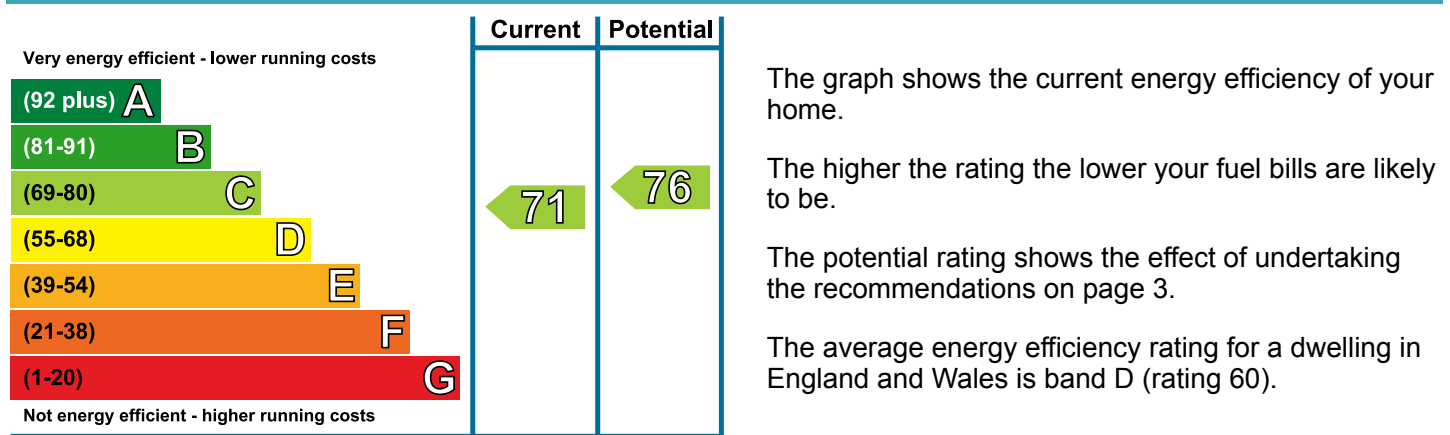 Current Potential
Very energy efficient - lower running costs
(92 plus) A
(81-91) B
(69-80) C
(55-68) D
(39-54) E
(21-38) F
(1-20) G
Not energy efficient - higher running costs
71
76
The graph shows the current energy efficiency of your
home.
The higher the rating the lower your fuel bills are likely
to be.
The potential rating shows the effect of undertaking
the recommendations on page 3.
The average energy efficiency rating for a dwelling in
England and Wales is band D (rating 60).